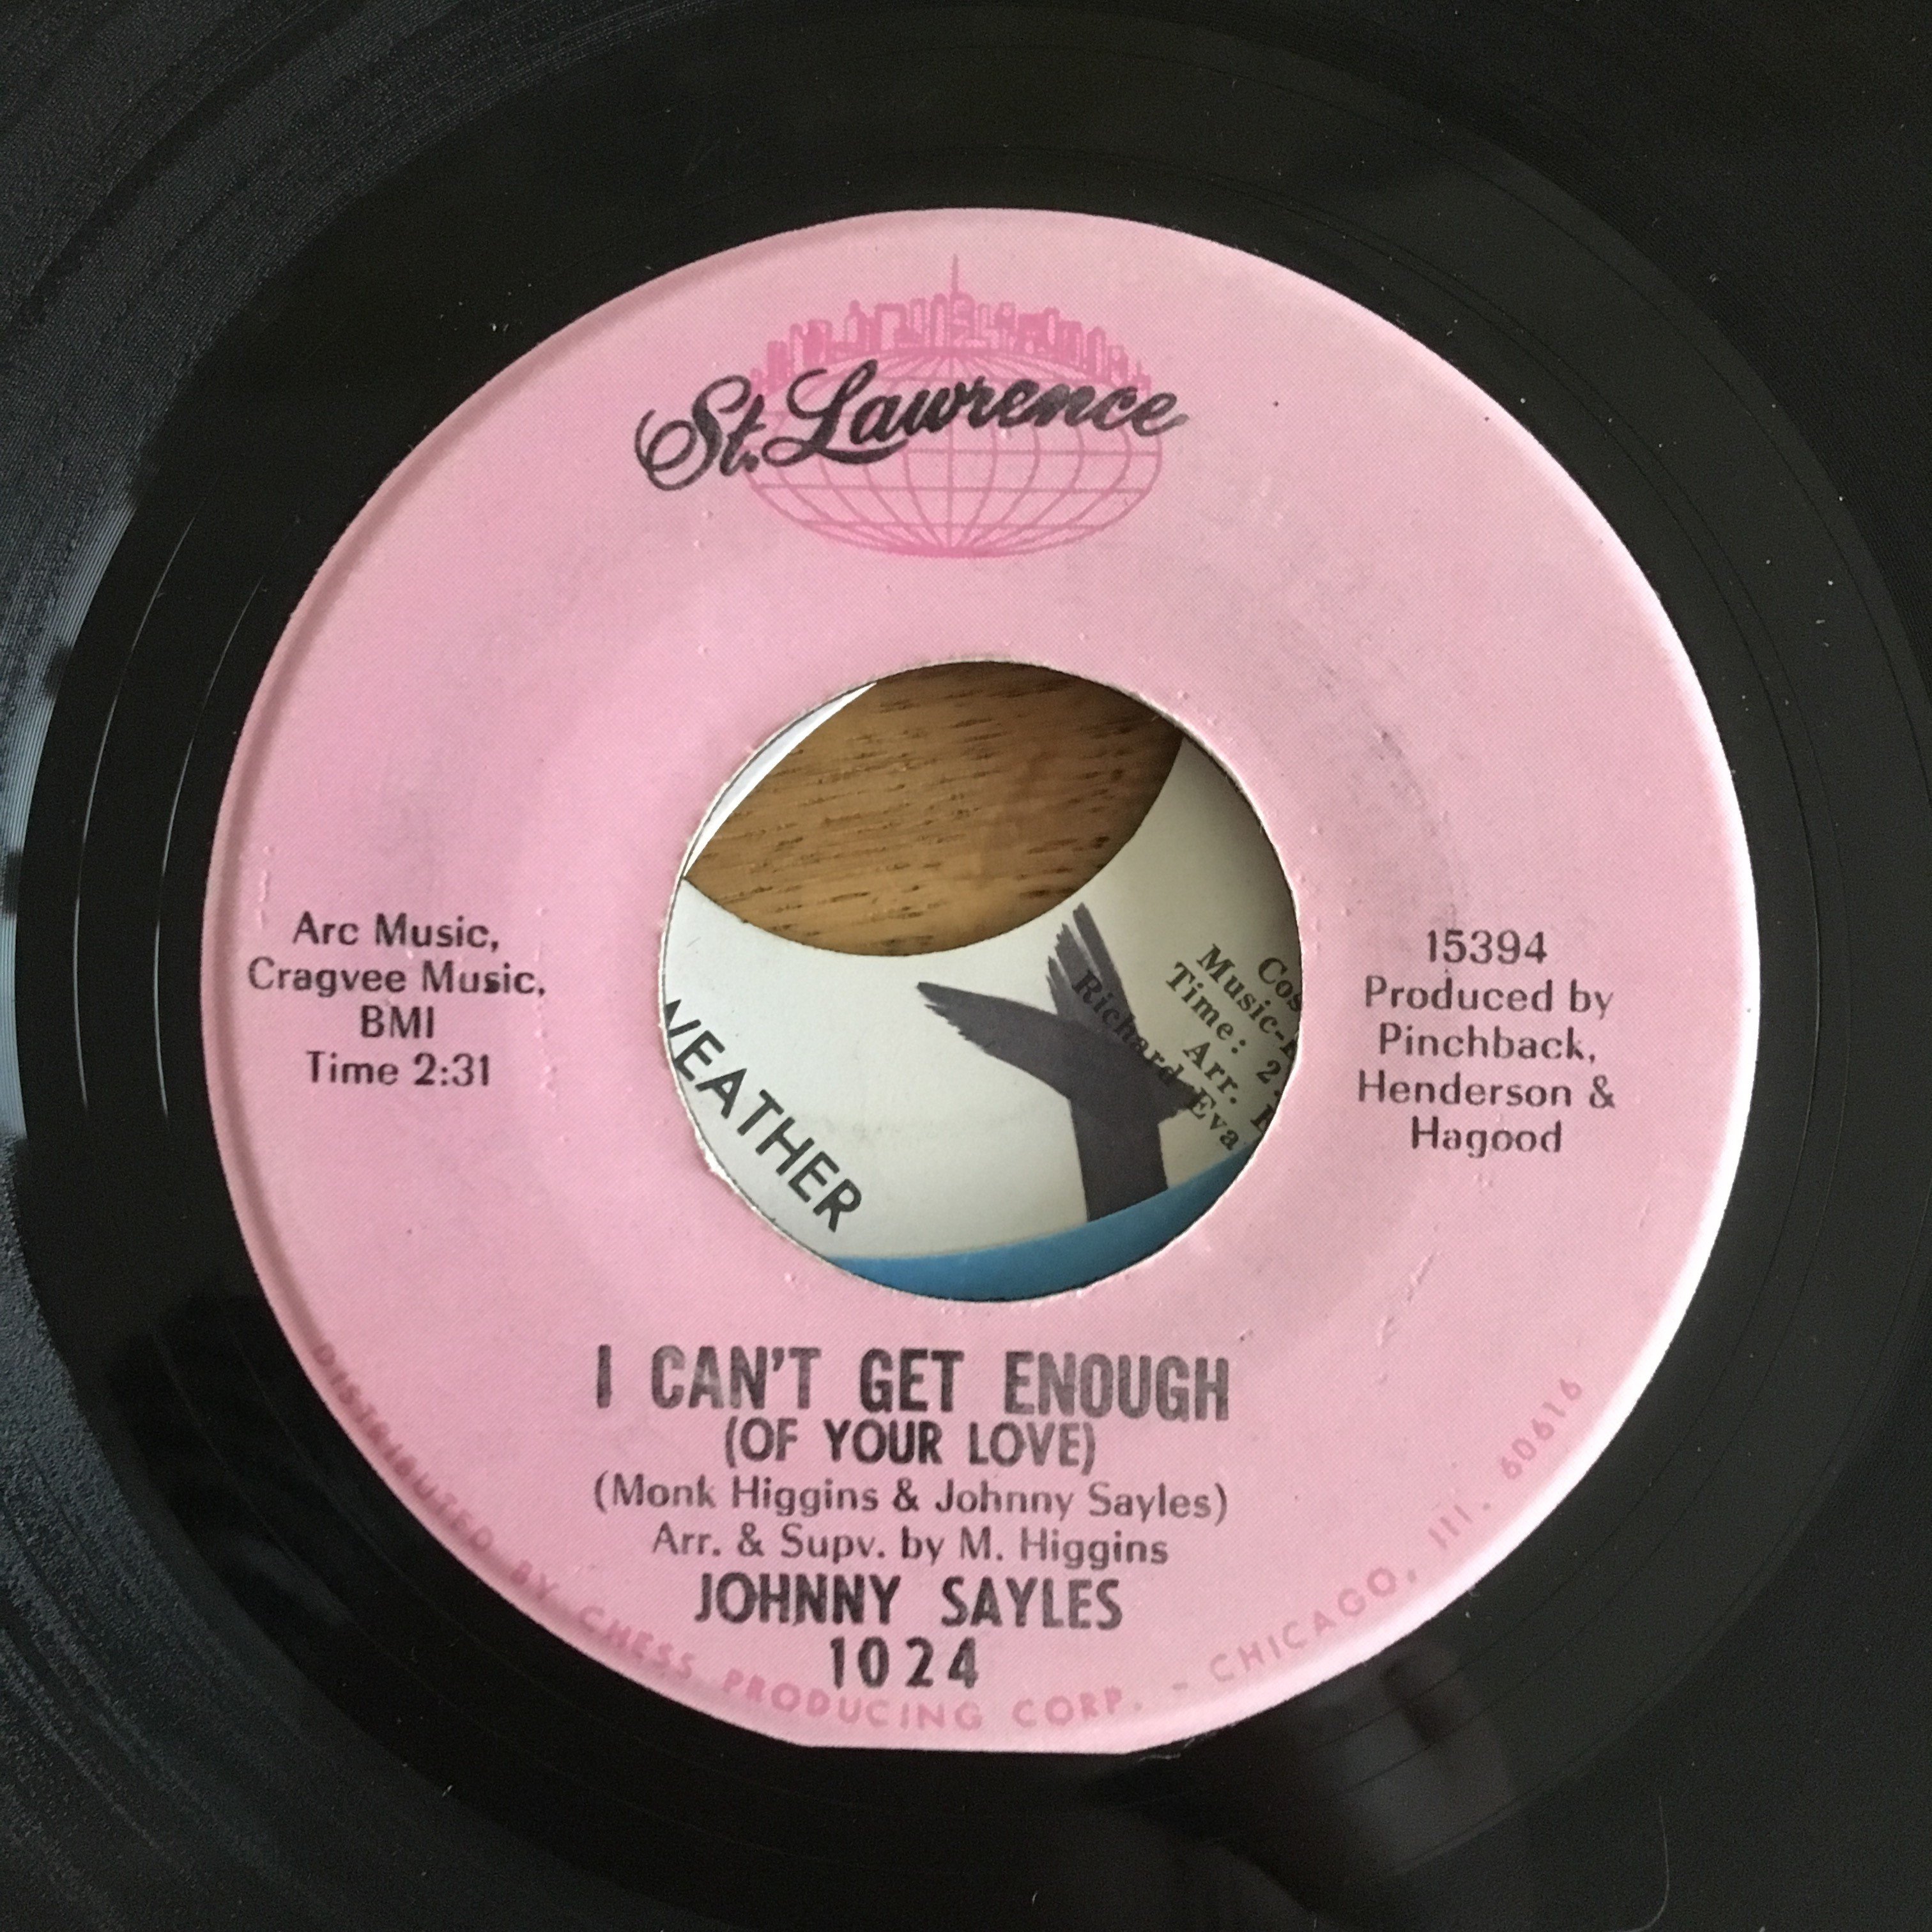 St. Lawrence
Arc Music,
Cragvee Music,
BMI
Time 2:31
15394
Produced by
Pinchback,
Henderson &
Hagood
Music-
Time: 2
Arr.
Richard Eva
WEATHER
I CAN'T GET ENOUGH
(OF YOUR LOVE)
(Monk Higgins & Johnny Sayles)
Arr. & Supv. by M. Higgins
JOHNNY SAYLES
1024
DISTRIBUTED BY CHESS PRODUCING CORP. - CHICAGO, Ill. 60616